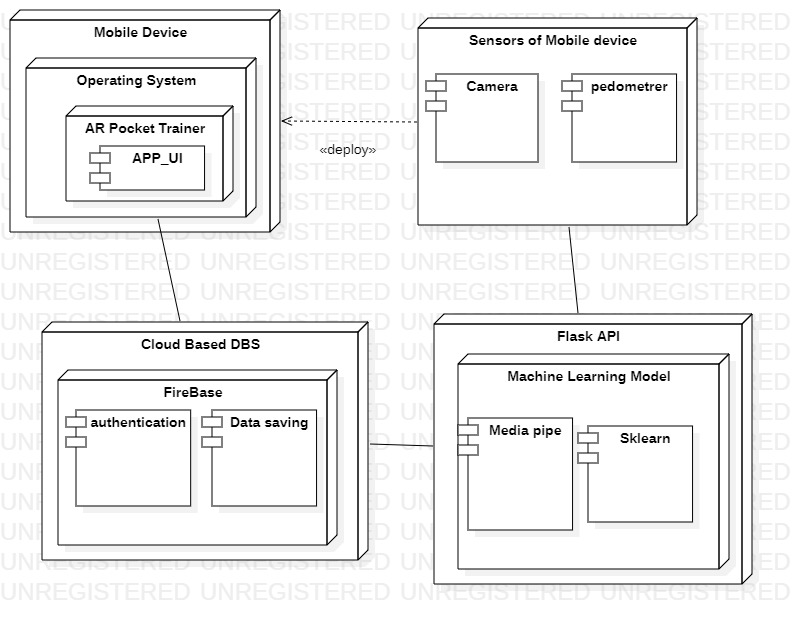 Mobile Device
Operating System
AR Pocket Trainer
APP_UI
«deploy»
Sensors of Mobile device
Camera
pedometrer
Cloud Based DBS
FireBase
authentication
Data saving
Flask API
Machine Learning Model
Media pipe
Sklearn
UNREGISTERED